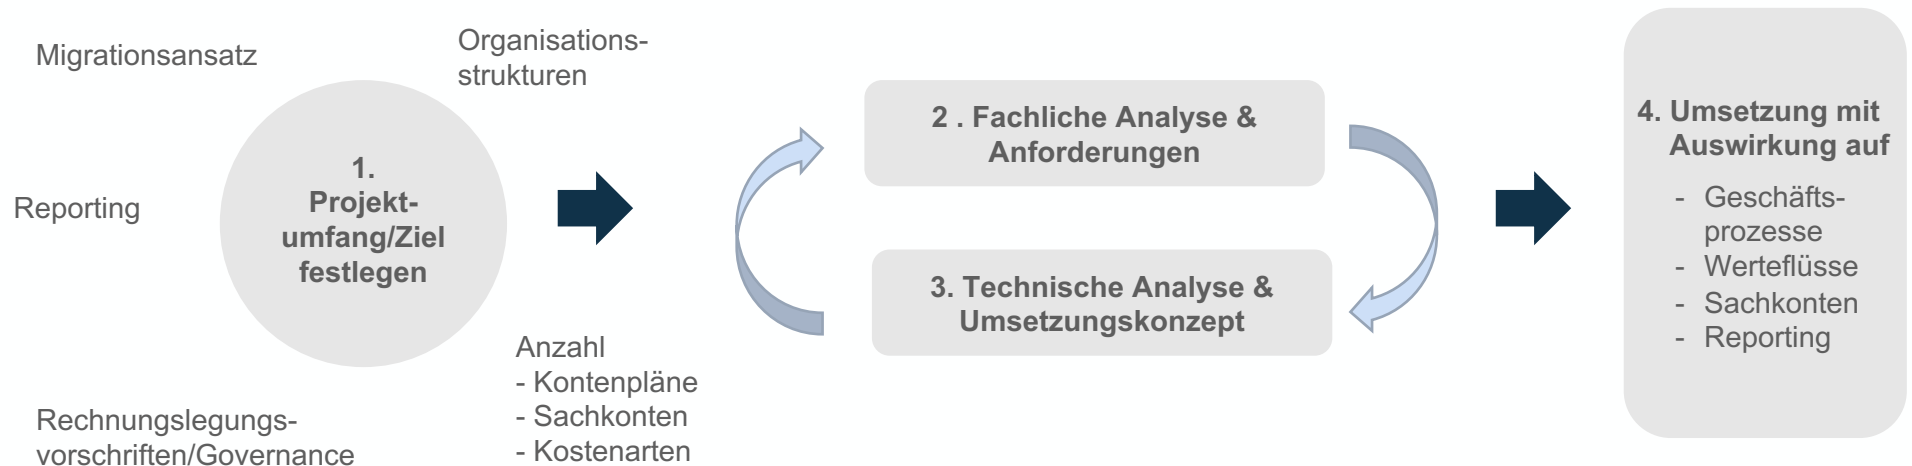 Migrationsansatz
Organisations-
strukturen
1.
Projekt-
umfang/Ziel
festlegen
Reporting
Rechnungslegungs-
vorschriften/Governance
Anzahl
- Kontenpläne
- Sachkonten
- Kostenarten
2 . Fachliche Analyse &
Anforderungen
3. Technische Analyse &
Umsetzungskonzept
4. Umsetzung mit
Auswirkung auf
- Geschäfts-
prozesse
- Werteflüsse
- Sachkonten
- Reporting